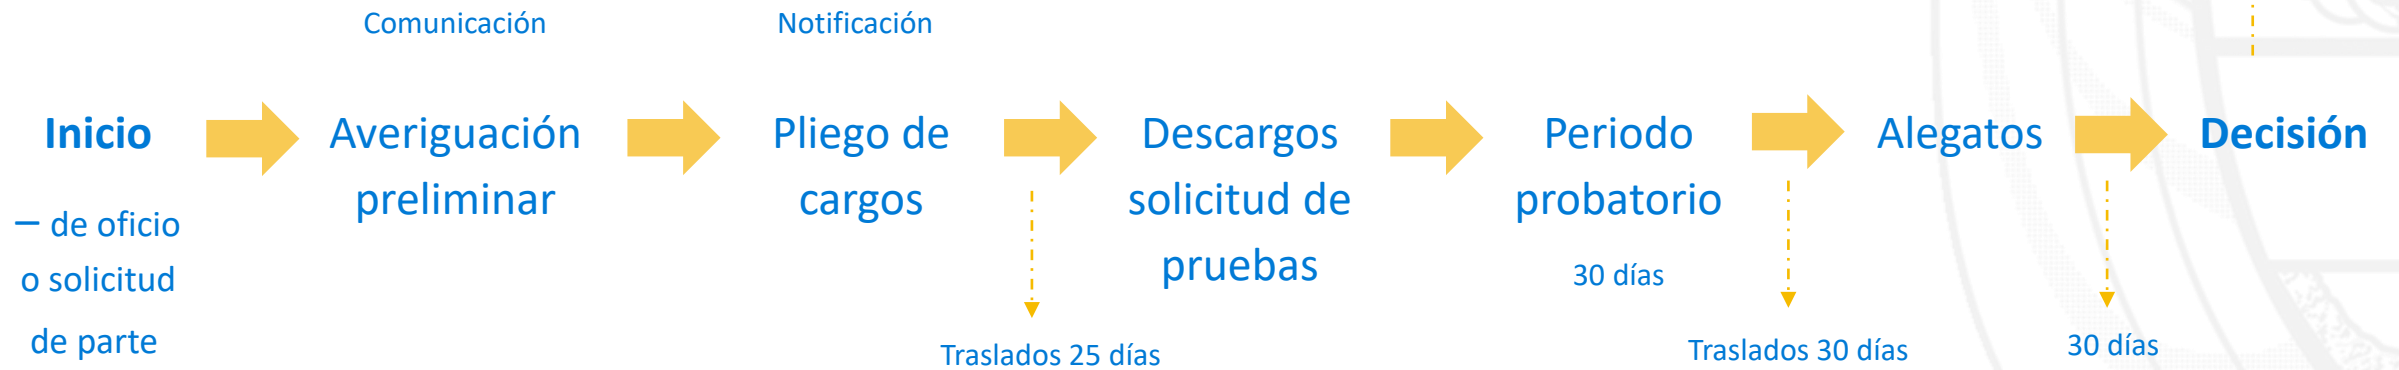 Comunicación
Notificación
Inicio
– de oficio
o solicitud
de parte
Averiguación
preliminar
Pliego de
cargos
Traslados 25 días
Descargos
solicitud de
pruebas
Periodo
probatorio
30 días
Traslados 30 días
Alegatos
30 días
Decisión